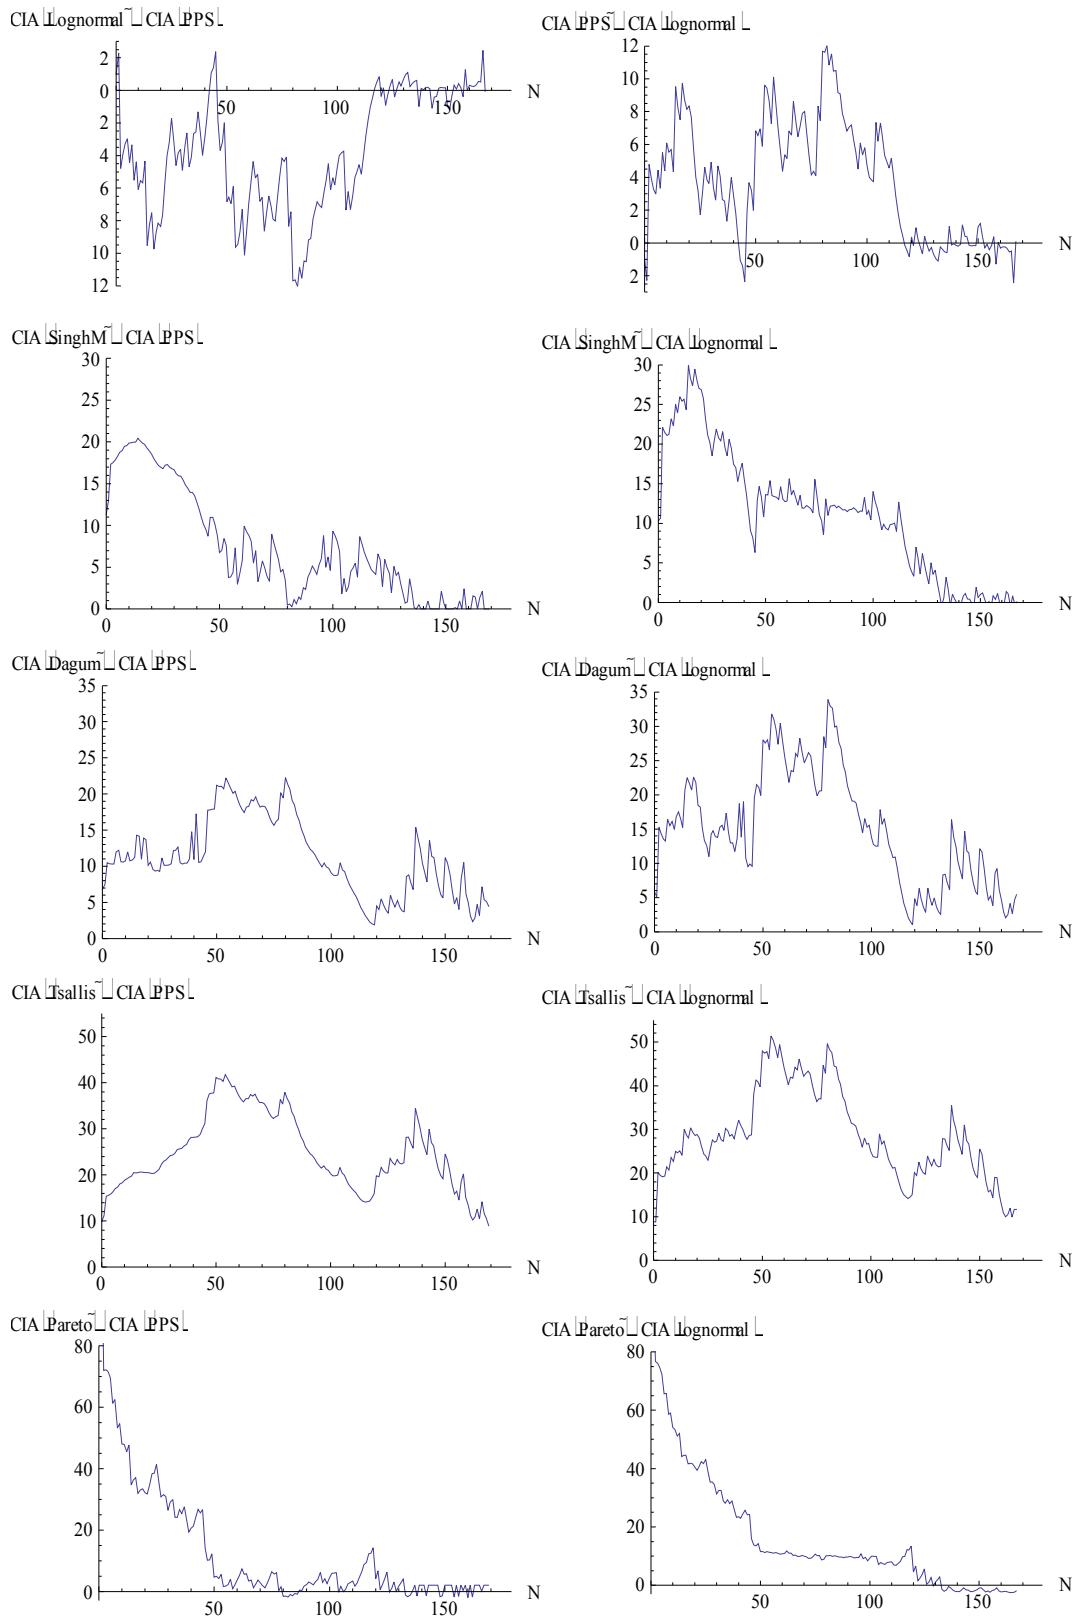 CIA Lognormal˜ CIA PPS
2
0
2
4
6
8
10
12
50
100
150
N
CIA PPS˜ CIA lognormal
12
10
8
6
4
2
0
2
50
100
150
N
CIA SinghM˜ CIA PPS
30
25
20
15
10
5
0
0 50 100 150
N
CIA SinghM˜ CIA lognormal
30
25
20
15
10
5
0
0 50 100 150
N
CIA Dagum˜ CIA PPS
35
30
25
20
15
10
5
0
0 50 100 150
N
CIA Dagum˜ CIA lognormal
35
30
25
20
15
10
5
0
0 50 100 150
N
CIA Tsallis˜ CIA PPS
50
40
30
20
10
0
0 50 100 150
N
CIA Tsallis˜ CIA lognormal
50
40
30
20
10
0
0 50 100 150
N
CIA Pareto˜ CIA PPS
80
60
40
20
0
50 100 150
N
CIA Pareto˜ CIA lognormal
80
60
40
20
0
50 100 150
N